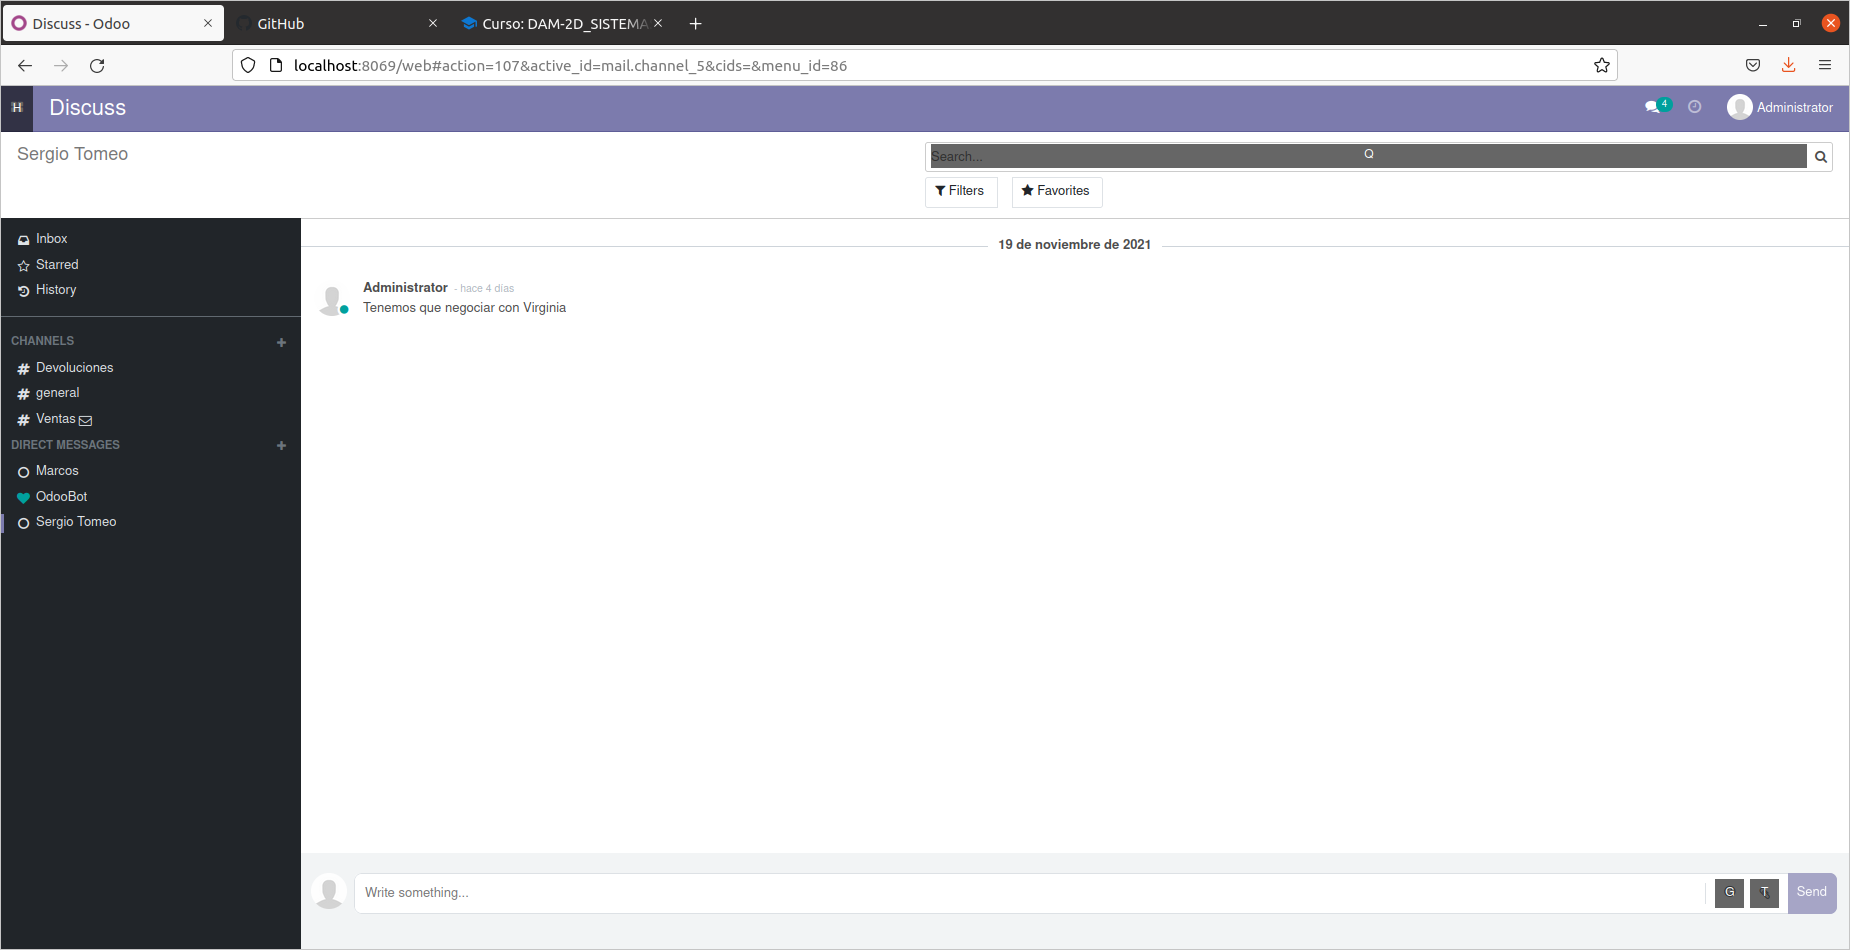 Discuss - Odoo
GitHub
Curso: DAM-2D_SISTEMA
localhost:8069/web#action=107&active_id=mail.channel_5&cids=&menu_id=86
H
Discuss
4
Administrator
Sergio Tomeo
Search...
Q
Filters
Favorites
Inbox
Starred
History
CHANNELS
Devoluciones
general
Ventas
DIRECT MESSAGES
Marcos
OdooBot
Sergio Tomeo
19 de noviembre de 2021
Administrator - hace 4 días
Tenemos que negociar con Virginia
Write something...
G
T
Send